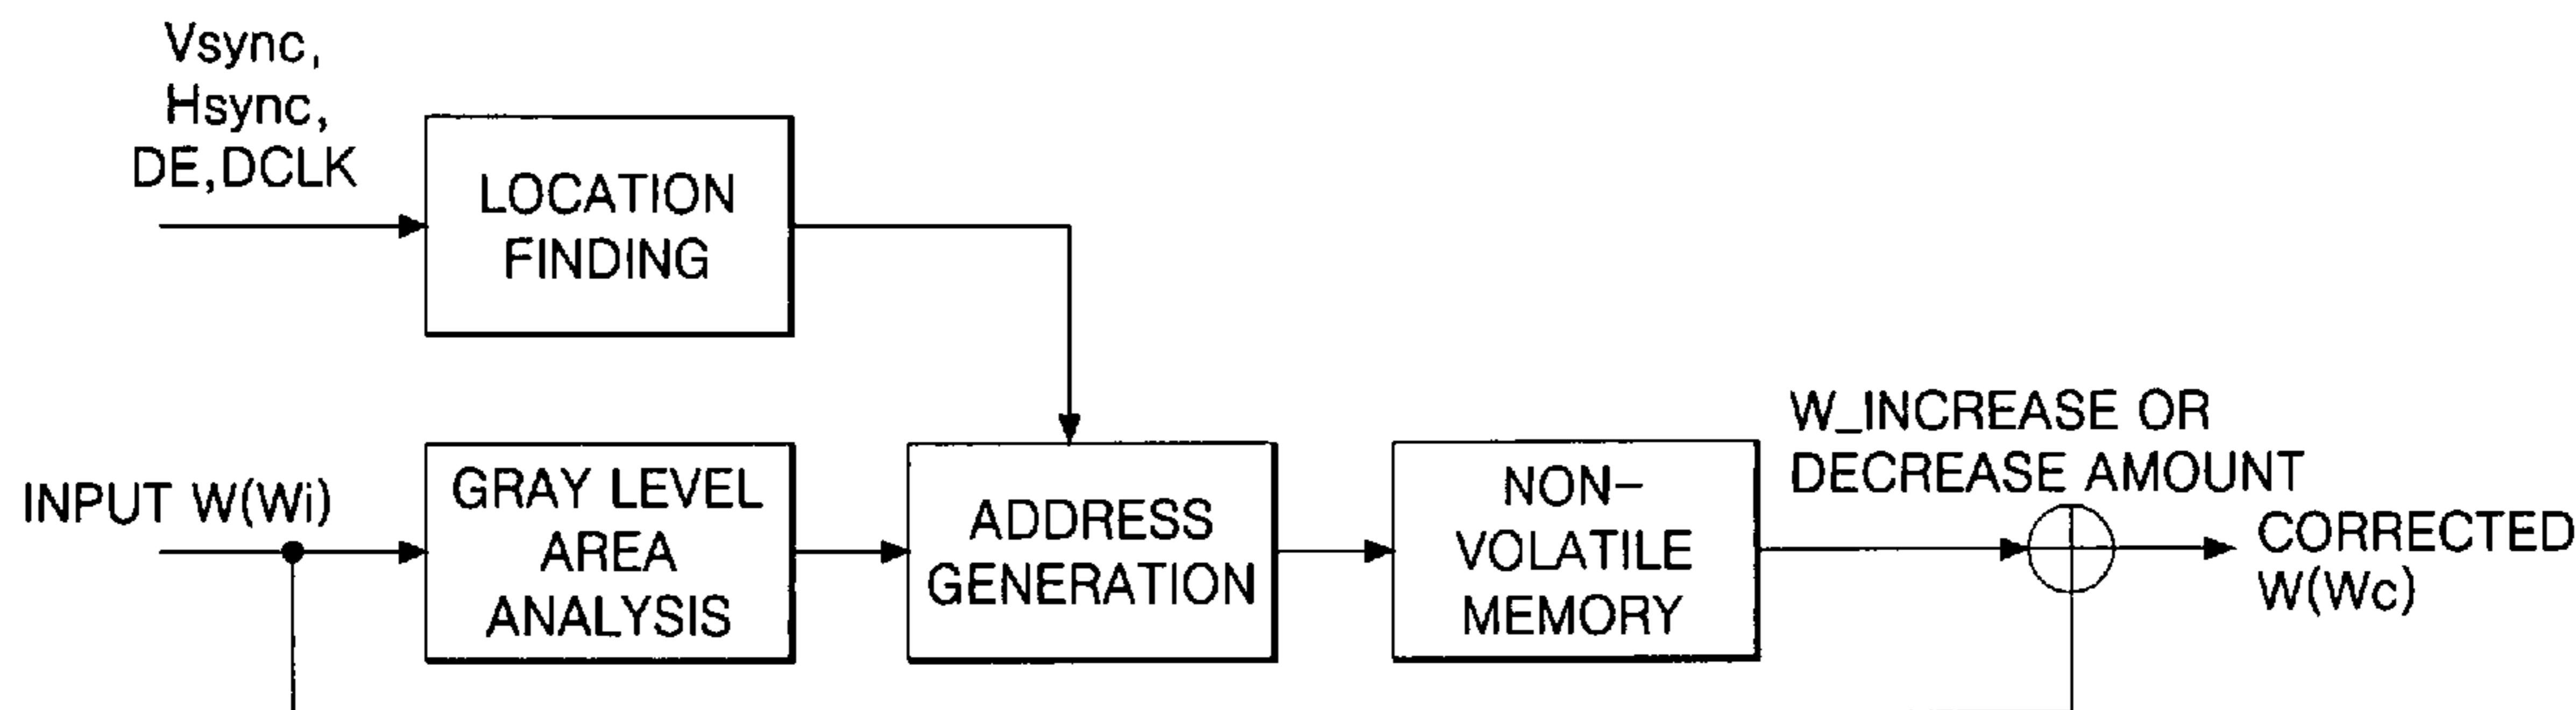 Vsync,
Hsync,
DE,DCLK
LOCATION
FINDING
INPUT W(Wi)
GRAY LEVEL
AREA
ANALYSIS
ADDRESS
GENERATION
NON-
VOLATILE
MEMORY
W_INCREASE OR
DECREASE AMOUNT
CORRECTED
W(Wc)